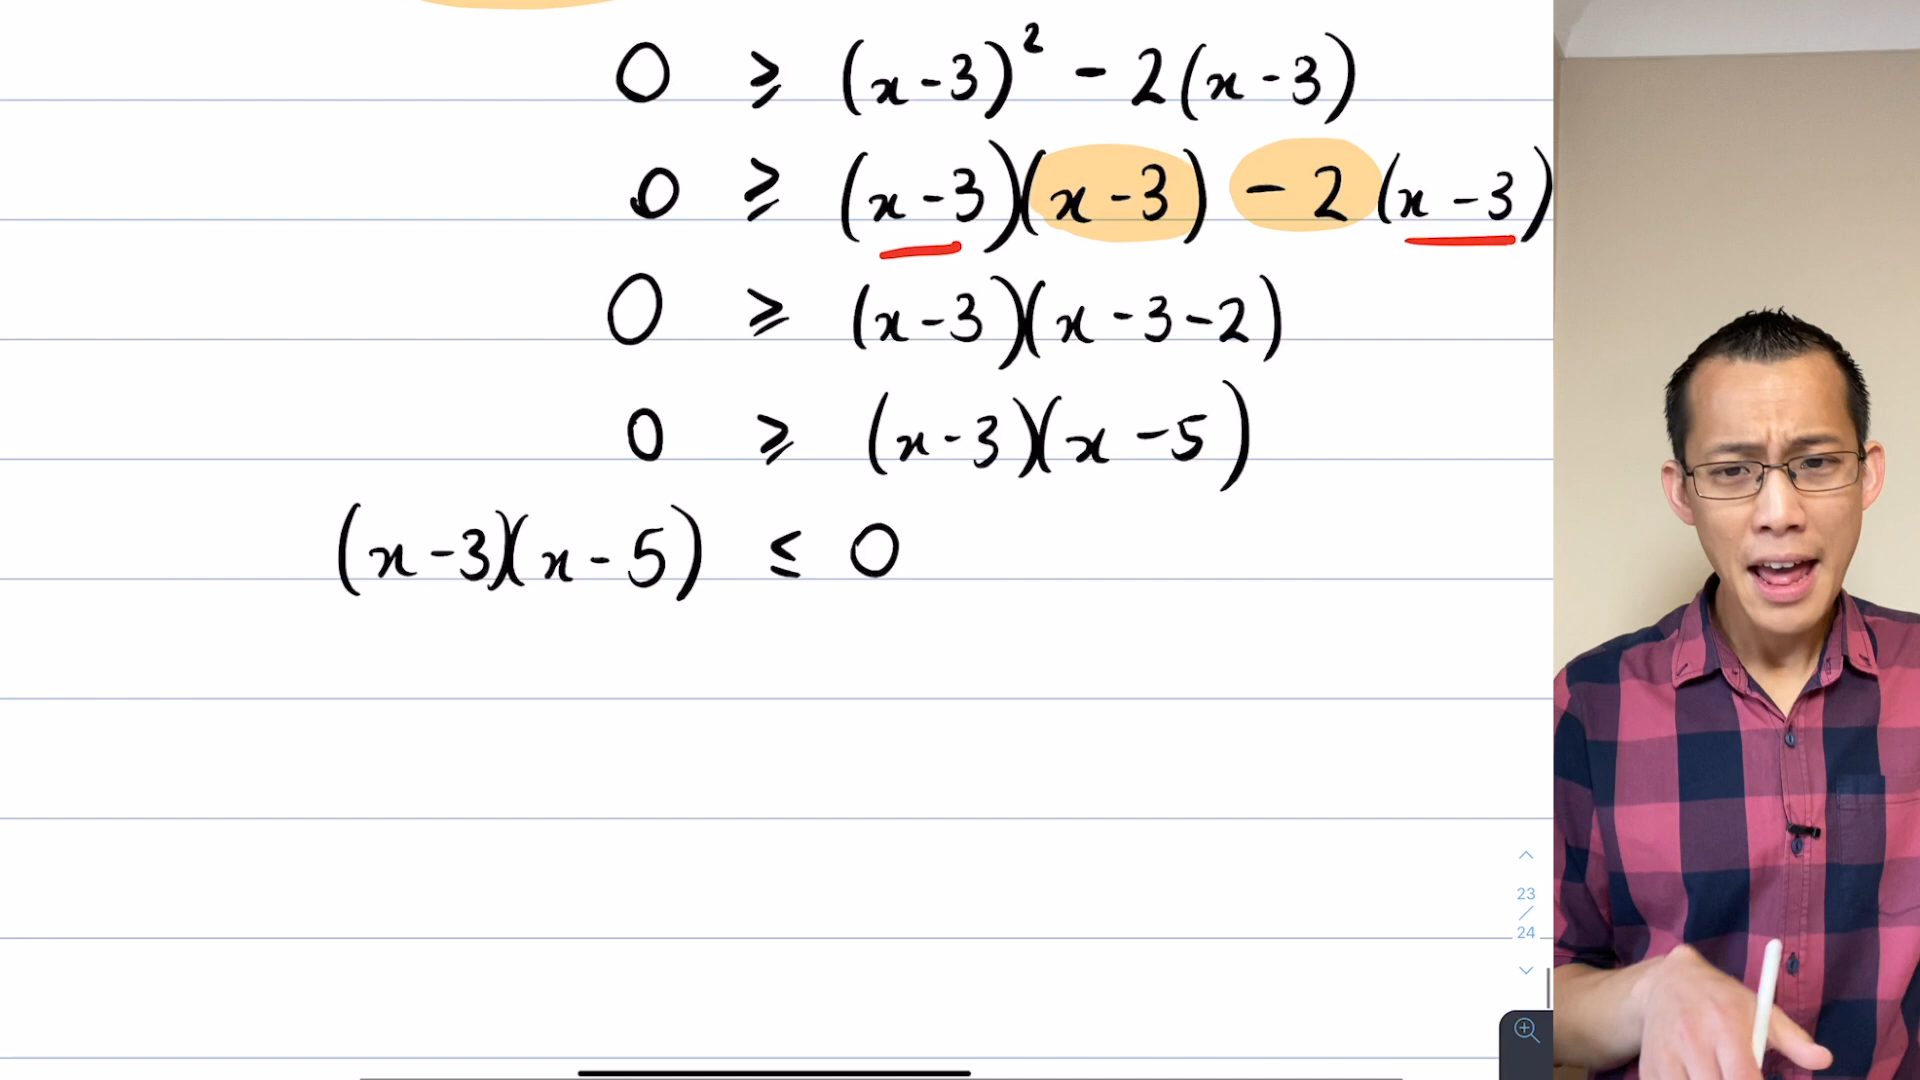 0 ≥ (x-3)² - 2(x-3)
0 ≥ (x-3)(x-3) - 2(x-3)
0 ≥ (x-3)(x-3-2)
0 ≥ (x-3)(x-5)
(x-3)(x-5) ≤ 0
23
/
24